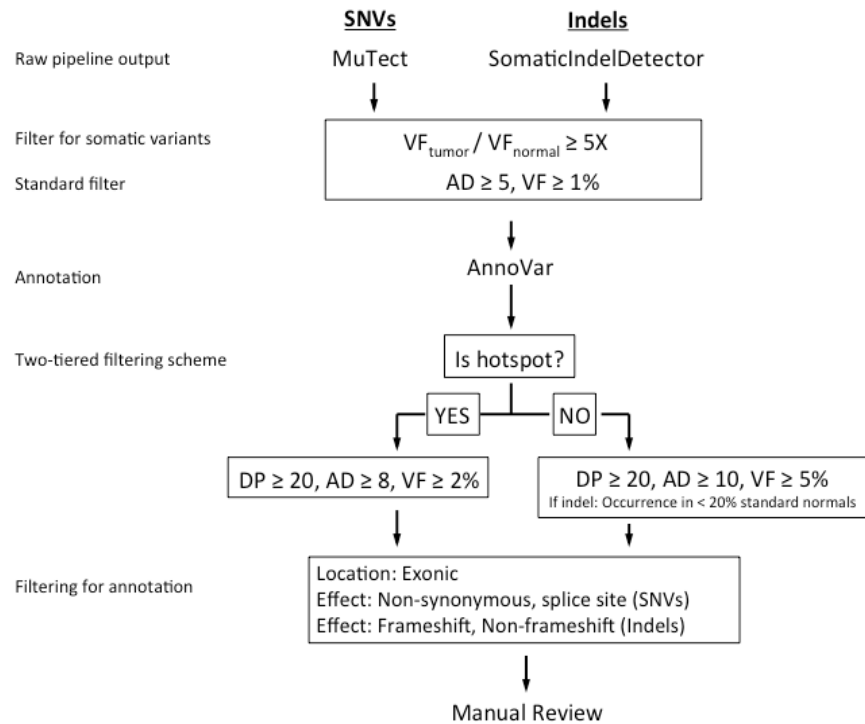 SNVs Indels
Raw pipeline output MuTect SomaticIndelDetector
Filter for somatic variants VFtumor / VFnormal ≥ 5X
Standard filter AD ≥ 5, VF ≥ 1%
Annotation AnnoVar
Two-tiered filtering scheme Is hotspot?
YES NO
DP ≥ 20, AD ≥ 8, VF ≥ 2% DP ≥ 20, AD ≥ 10, VF ≥ 5%
If indel: Occurrence in < 20% standard normals
Filtering for annotation Location: Exonic
Effect: Non-synonymous, splice site (SNVs)
Effect: Frameshift, Non-frameshift (Indels)
Manual Review